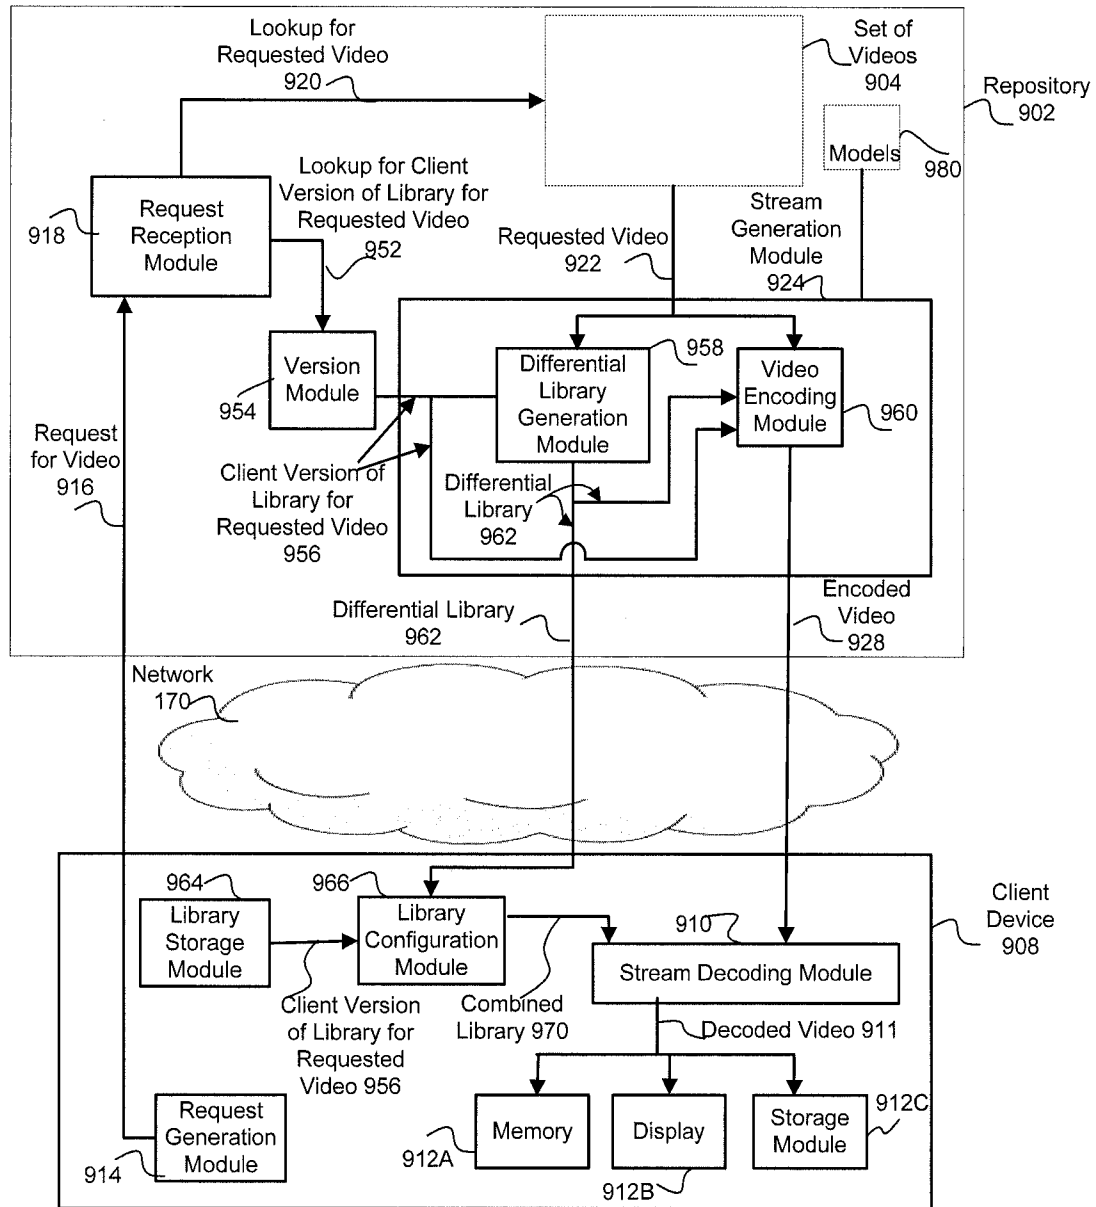 Lookup for
Requested Video
920
Set of
Videos
904
Repository
902
Models
980
Lookup for Client
Version of Library for
Requested Video
952
918
Request
Reception
Module
Requested Video
922
Stream
Generation
Module
924
Version
Module
954
Differential
Library
Generation
Module
958
Video
Encoding
Module
960
Request
for Video
916
Client Version of
Library for
Requested Video
956
Differential
Library
962
Differential Library
962
Encoded
Video
928
Network
170
964
Library
Storage
Module
966
Library
Configuration
Module
910
Stream Decoding Module
Client
Device
908
Client Version
of Library for
Requested
Video 956
Combined
Library 970
Decoded Video 911
Request
Generation
Module
914
Memory
912A
Display
912B
Storage
Module
912C